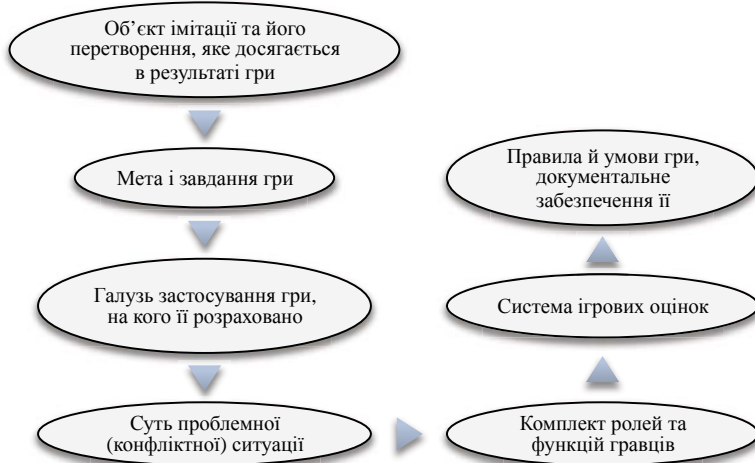 Об’єкт імітації та його
перетворення, яке досягається
в результаті гри
Мета і завдання гри
Галузь застосування гри,
на кого її розраховано
Суть проблемної
(конфліктної) ситуації
Комплект ролей та
функцій гравців
Система ігрових оцінок
Правила й умови гри,
документальне
забезпечення її